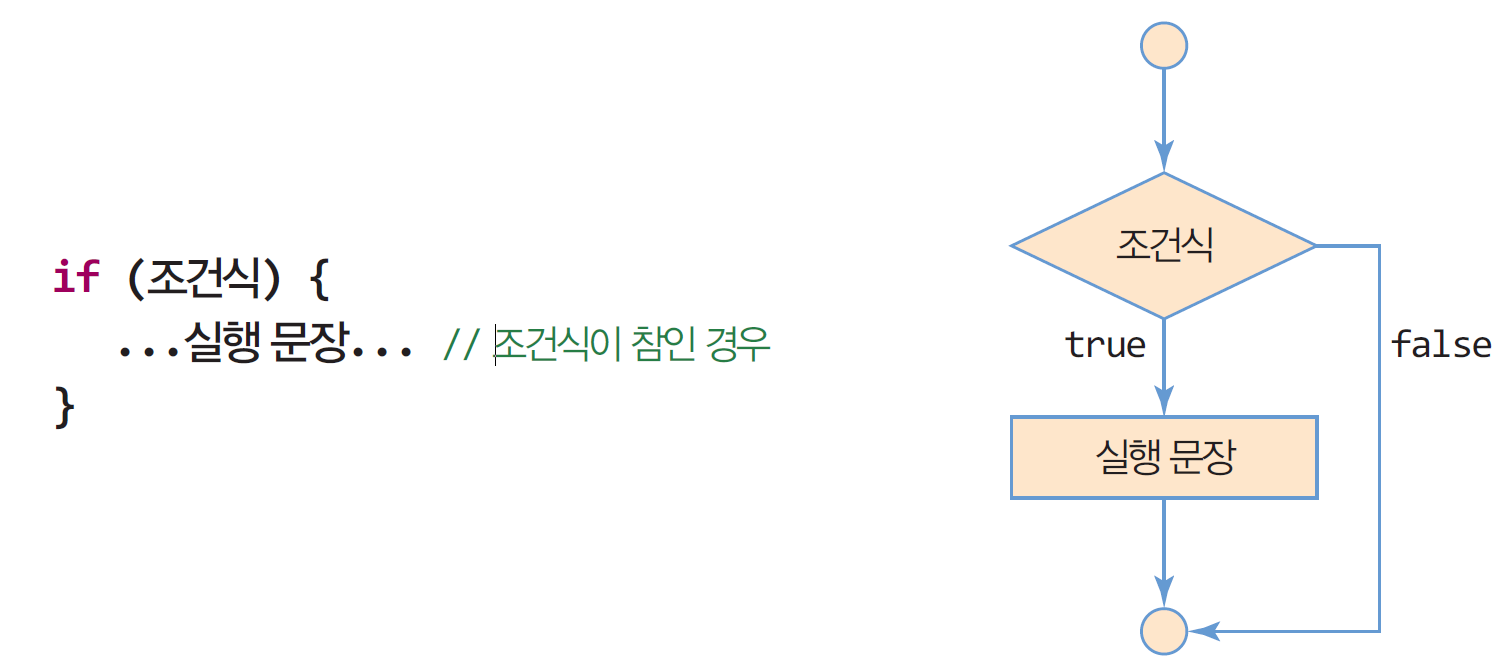 if (조건식) {
...실행 문장... // 조건식이 참인 경우
}
조건식
true
false
실행 문장